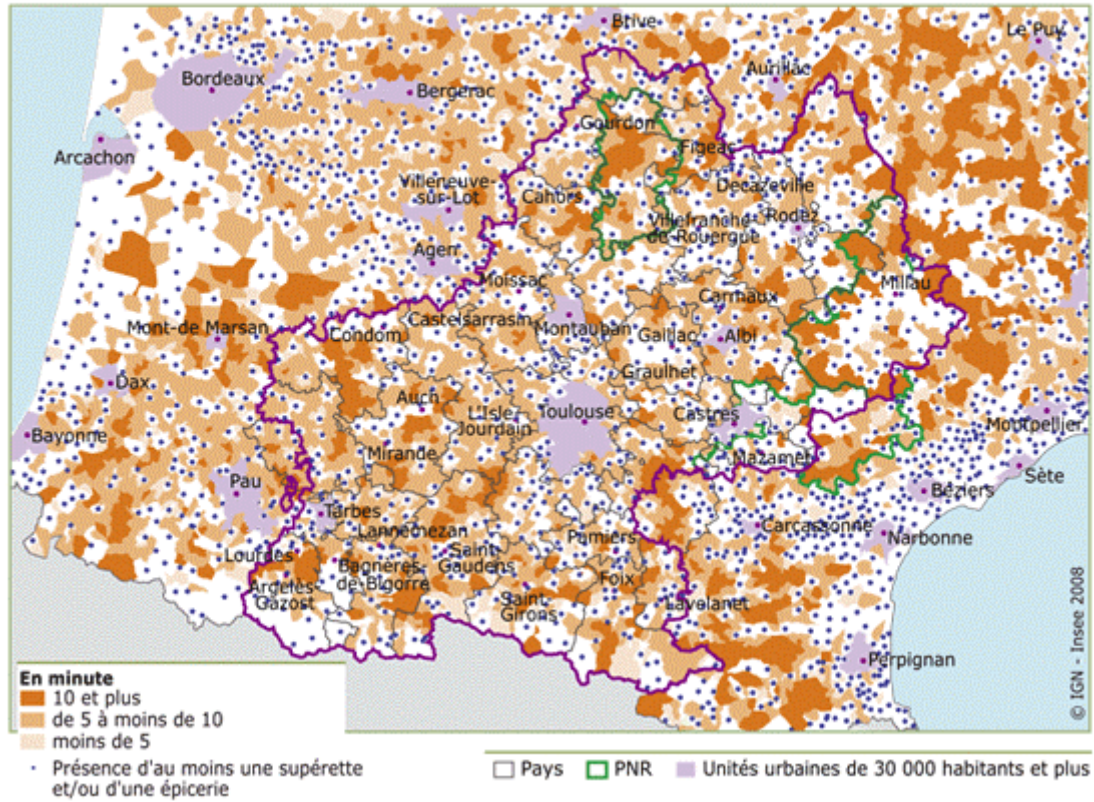 Brive
Le Puy
Bordeaux
Aurillac
Bergerac
Gourdon
Arcachon
Figeac
Villeneuve-
sur-Lot
Decazeville
Cahors
Villefranche-
de-Rouergue
Rodez
Agen
Moissac
Millau
Carmaux
Mont-de Marsan
Condom
Castelsarrasin
Montauban
Gaillac
Albi
Graulhet
Dax
Auch
L'Isle-
Jourdain
Toulouse
Castres
Montpellier
Bayonne
Mirande
Mazamet
Sète
Pau
Béziers
Tarbes
Lannemezan
Carcassonne
Pamiers
Narbonne
Lourdes
Saint-
Gaudens
Bagnères-
de-Bigorre
Foix
Argelès-
Gazost
Saint-
Girons
Lavelanet
Perpignan
© IGN - Insee 2008
En minute
10 et plus
de 5 à moins de 10
moins de 5
Présence d'au moins une supérette
et/ou d'une épicerie
Pays
PNR
Unités urbaines de 30 000 habitants et plus